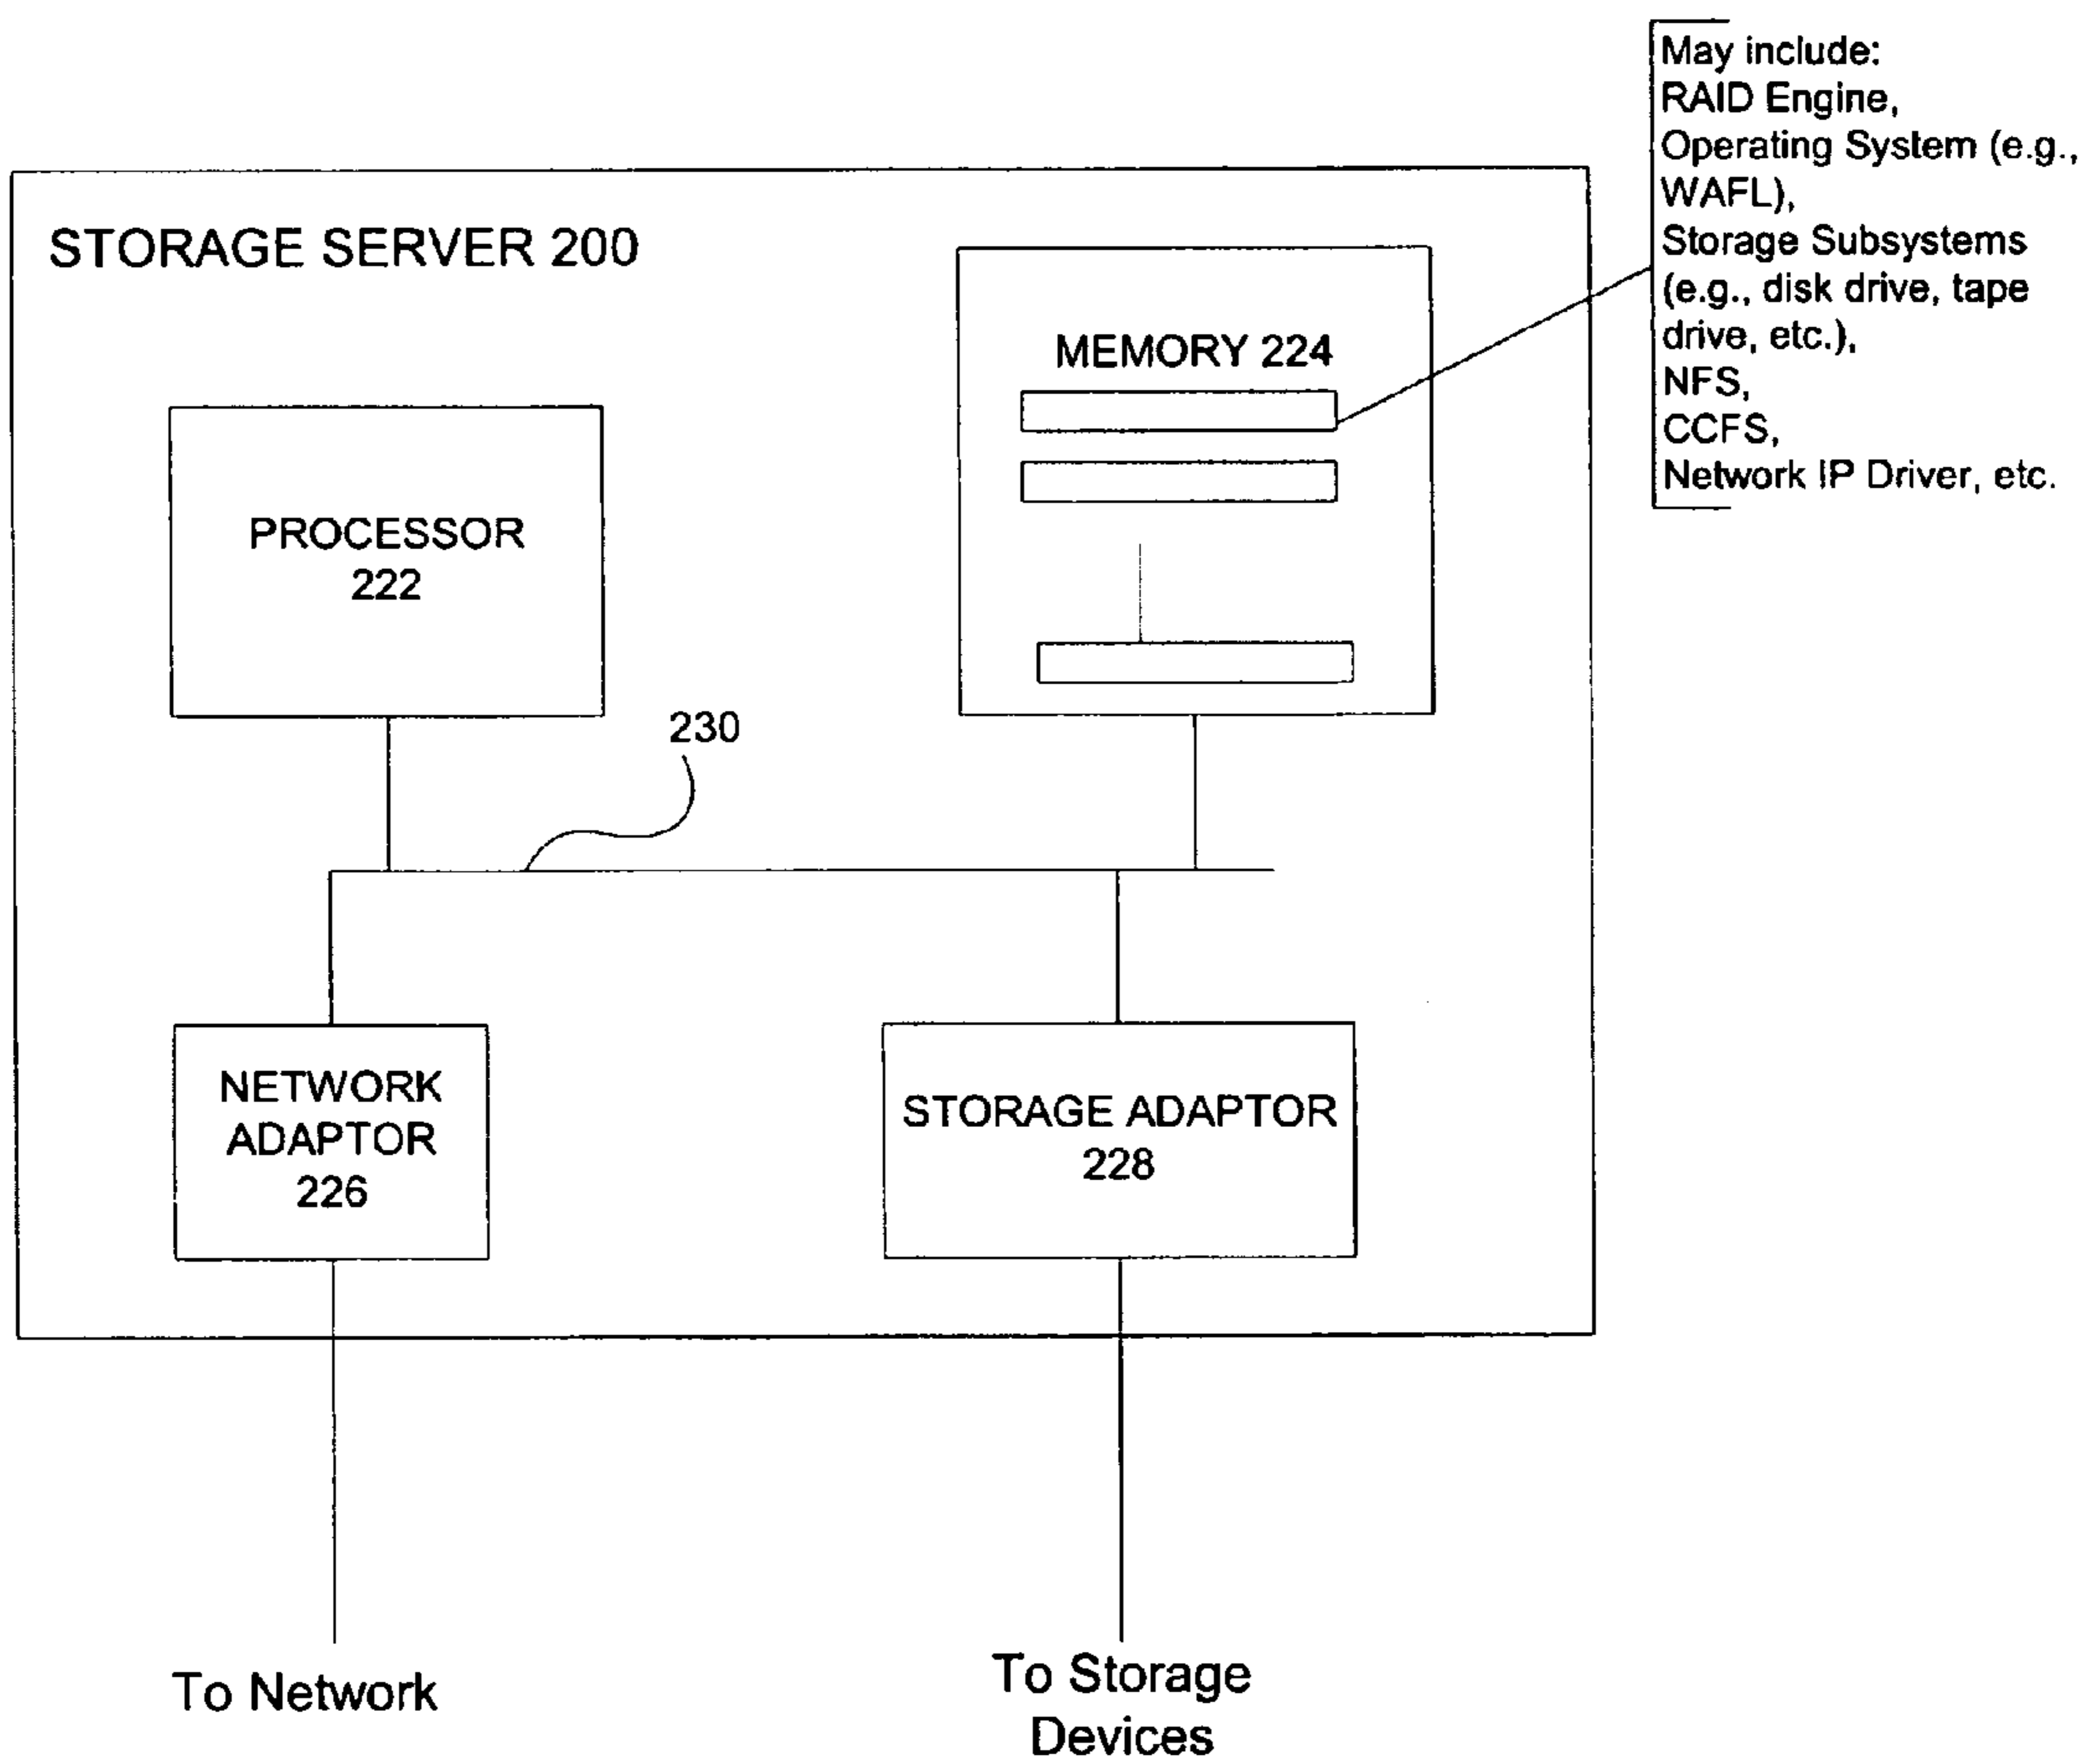 May include:
RAID Engine,
Operating System (e.g.,
WAFL),
Storage Subsystems
(e.g., disk drive, tape
drive, etc.),
NFS,
CCFS,
Network IP Driver, etc.
STORAGE SERVER 200
MEMORY 224
PROCESSOR
222
230
NETWORK
ADAPTOR
226
STORAGE ADAPTOR
228
To Network
To Storage
Devices